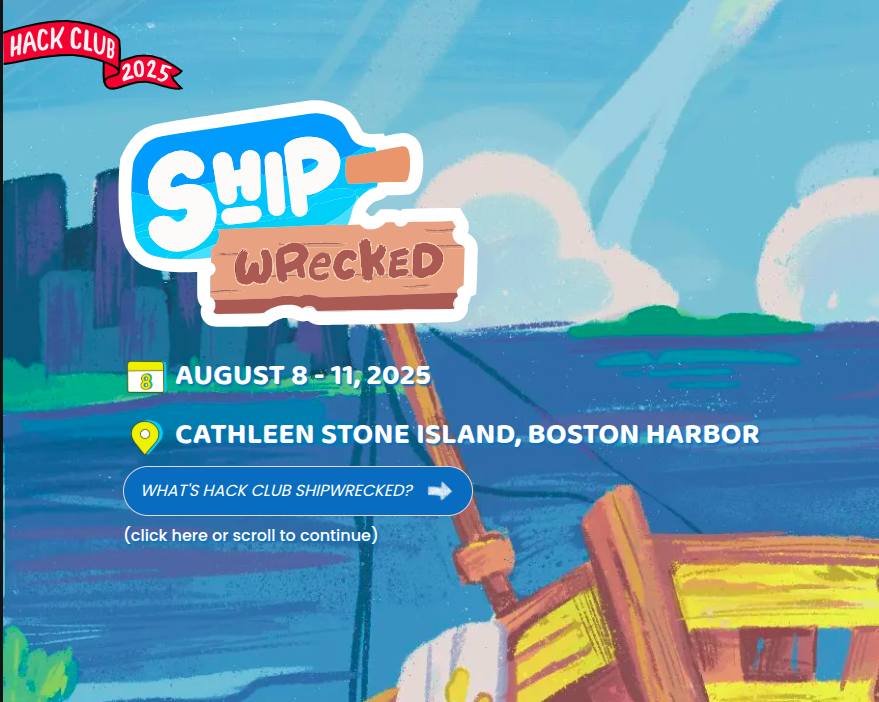 HACK CLUB
2025
SHIP
WRecKED
8
AUGUST 8 - 11, 2025
CATHLEEN STONE ISLAND, BOSTON HARBOR
WHAT'S HACK CLUB SHIPWRECKED?
(click here or scroll to continue)